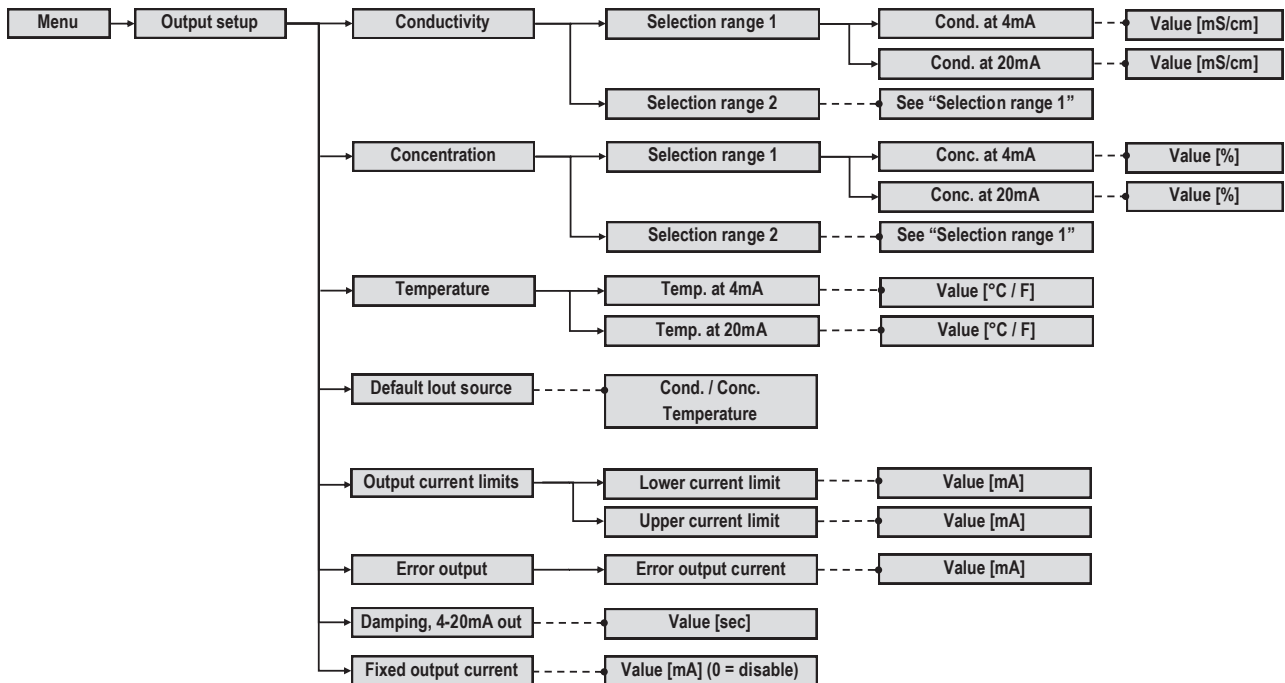 Menu
Output setup
Conductivity
Selection range 1
Cond. at 4mA
Value [mS/cm]
Cond. at 20mA
Value [mS/cm]
Selection range 2
See “Selection range 1”
Concentration
Selection range 1
Conc. at 4mA
Value [%]
Conc. at 20mA
Value [%]
Selection range 2
See “Selection range 1”
Temperature
Temp. at 4mA
Value [°C / F]
Temp. at 20mA
Value [°C / F]
Default Iout source
Cond. / Conc.
Temperature
Output current limits
Lower current limit
Value [mA]
Upper current limit
Value [mA]
Error output
Error output current
Value [mA]
Damping, 4-20mA out
Value [sec]
Fixed output current
Value [mA] (0 = disable)